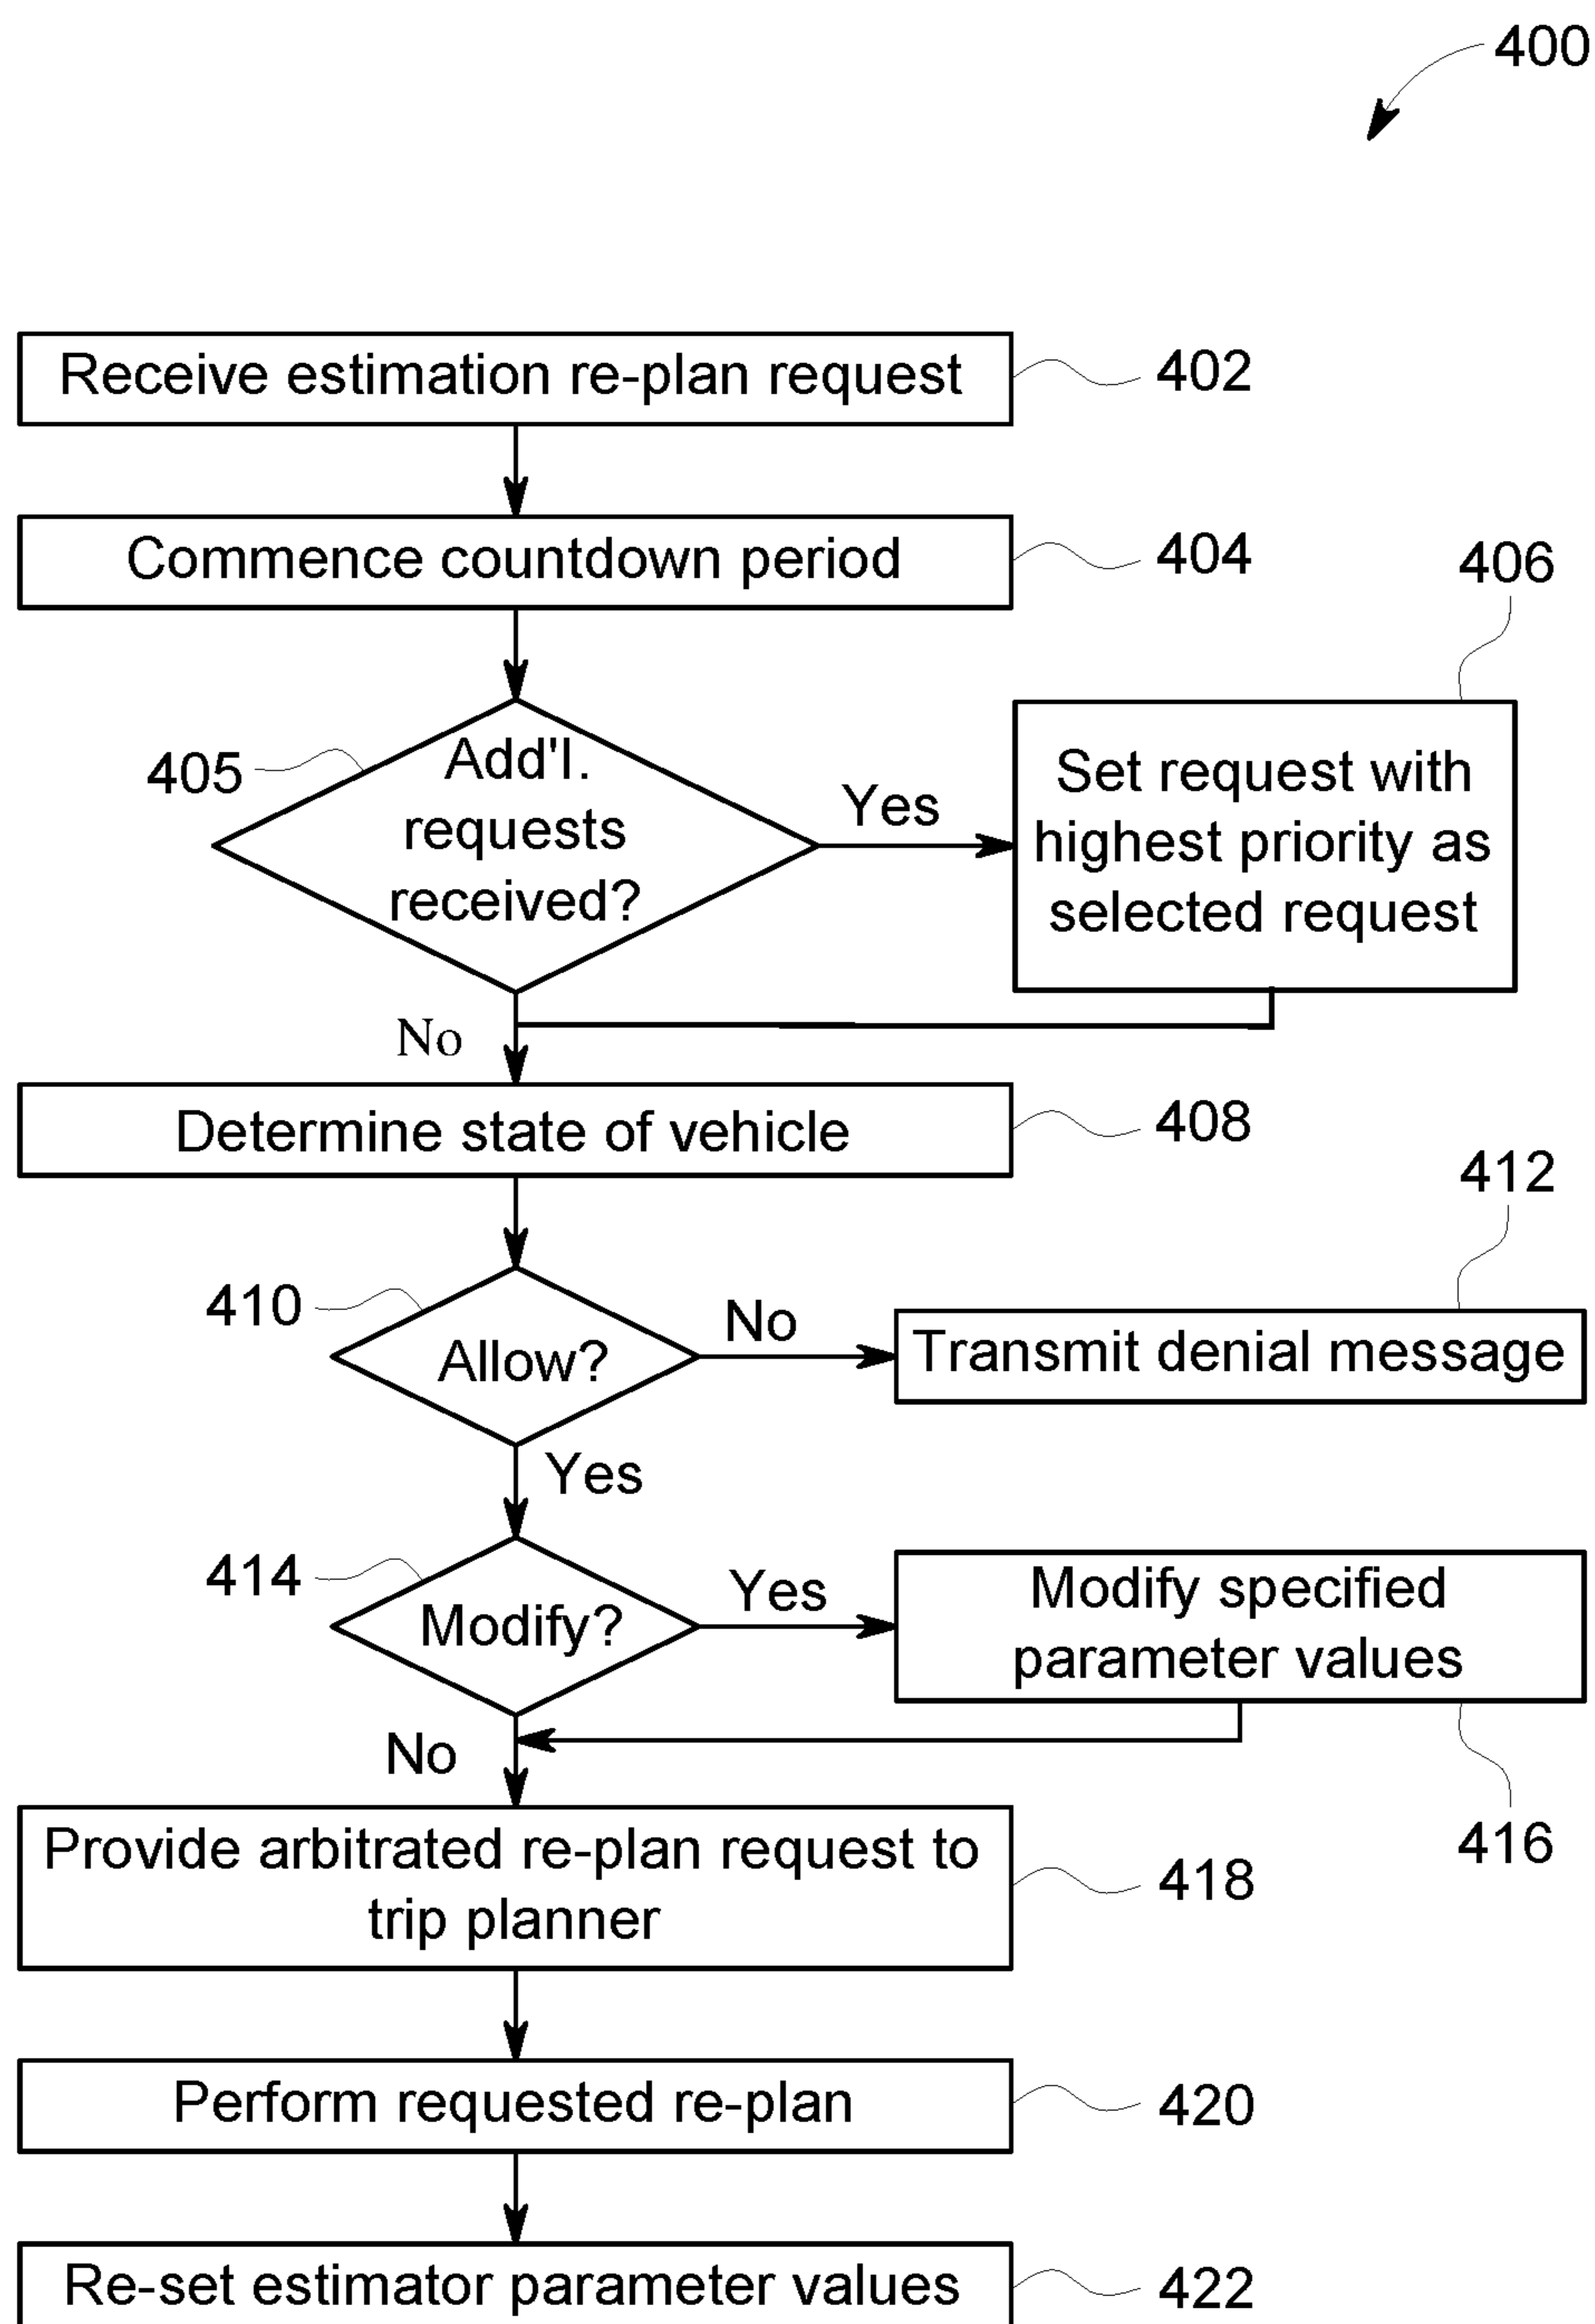 400
Receive estimation re-plan request
402
Commence countdown period
404
406
405
Add'l.
requests
received?
Yes
Set request with
highest priority as
selected request
No
Determine state of vehicle
408
412
410
Allow?
No
Transmit denial message
Yes
414
Modify?
Yes
Modify specified
parameter values
No
416
Provide arbitrated re-plan request to
trip planner
418
Perform requested re-plan
420
Re-set estimator parameter values
422